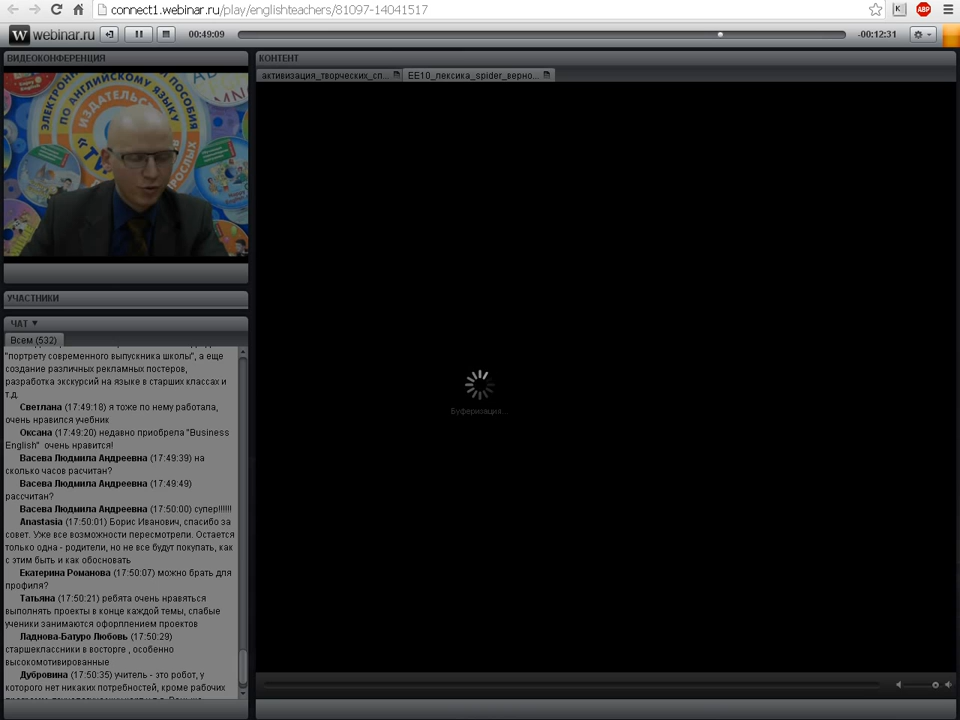 connect1.webinar.ru/play/englishteachers/81097-14041517
webinar.ru
00:49:09
-00:12:31
ВИДЕОКОНФЕРЕНЦИЯ
КОНТЕНТ
активизация_творческих_сп...
EE10_лексика_spider_верно...
ЭЛЕКТРОННОЕ
ПО АНГЛИЙСКОМУ ЯЗЫКУ
ИЗДАТЕЛЬС
УЧАСТНИКИ
ЧАТ
Всем (532)
"портрету современного выпускника школы", а еще
создание различных рекламных постеров,
разработка экскурсий на языке в старших классах и
т.д.
Светлана (17:49:18) я тоже по нему работала,
очень нравился учебник
Оксана (17:49:20) недавно приобрела "Business
English" очень нравится!
Васева Людмила Андреевна (17:49:39) на
сколько часов расчитан?
Васева Людмила Андреевна (17:49:49)
рассчитан?
Васева Людмила Андреевна (17:50:00) супер!!!!!!
Anastasia (17:50:01) Борис Иванович, спасибо за
совет. Уже все возможности пересмотрели. Остается
только одна - родители, но не все будут покупать, как
с этим быть и как обосновать
Екатерина Романова (17:50:07) можно брать для
профиля?
Татьяна (17:50:21) ребята очень нравяться
выполнять проекты в конце каждой темы, слабые
ученики занимаются офорплением проектов
Ладнова-Батуро Любовь (17:50:29)
старшеклассники в восторге , особенно
высокомотивированные
Дубровина (17:50:35) учитель - это робот, у
которого нет никаких потребностей, кроме рабочих
Буферизация...